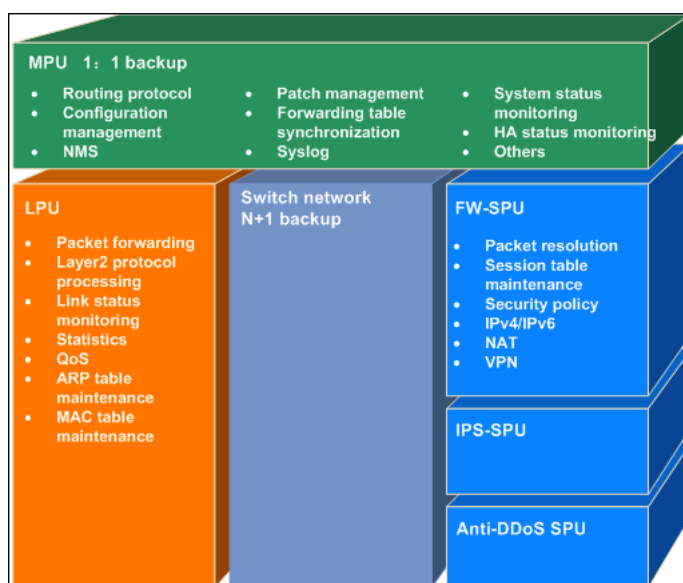 MPU 1：1 backup
• Routing protocol
• Configuration
management
• NMS
• Patch management
• Forwarding table
synchronization
• Syslog
• System status
monitoring
• HA status monitoring
• Others
LPU
• Packet forwarding
• Layer2 protocol
processing
• Link status
monitoring
• Statistics
• QoS
• ARP table
maintenance
• MAC table
maintenance
Switch network
N+1 backup
FW-SPU
• Packet resolution
• Session table
maintenance
• Security policy
• IPv4/IPv6
• NAT
• VPN
IPS-SPU
Anti-DDoS SPU